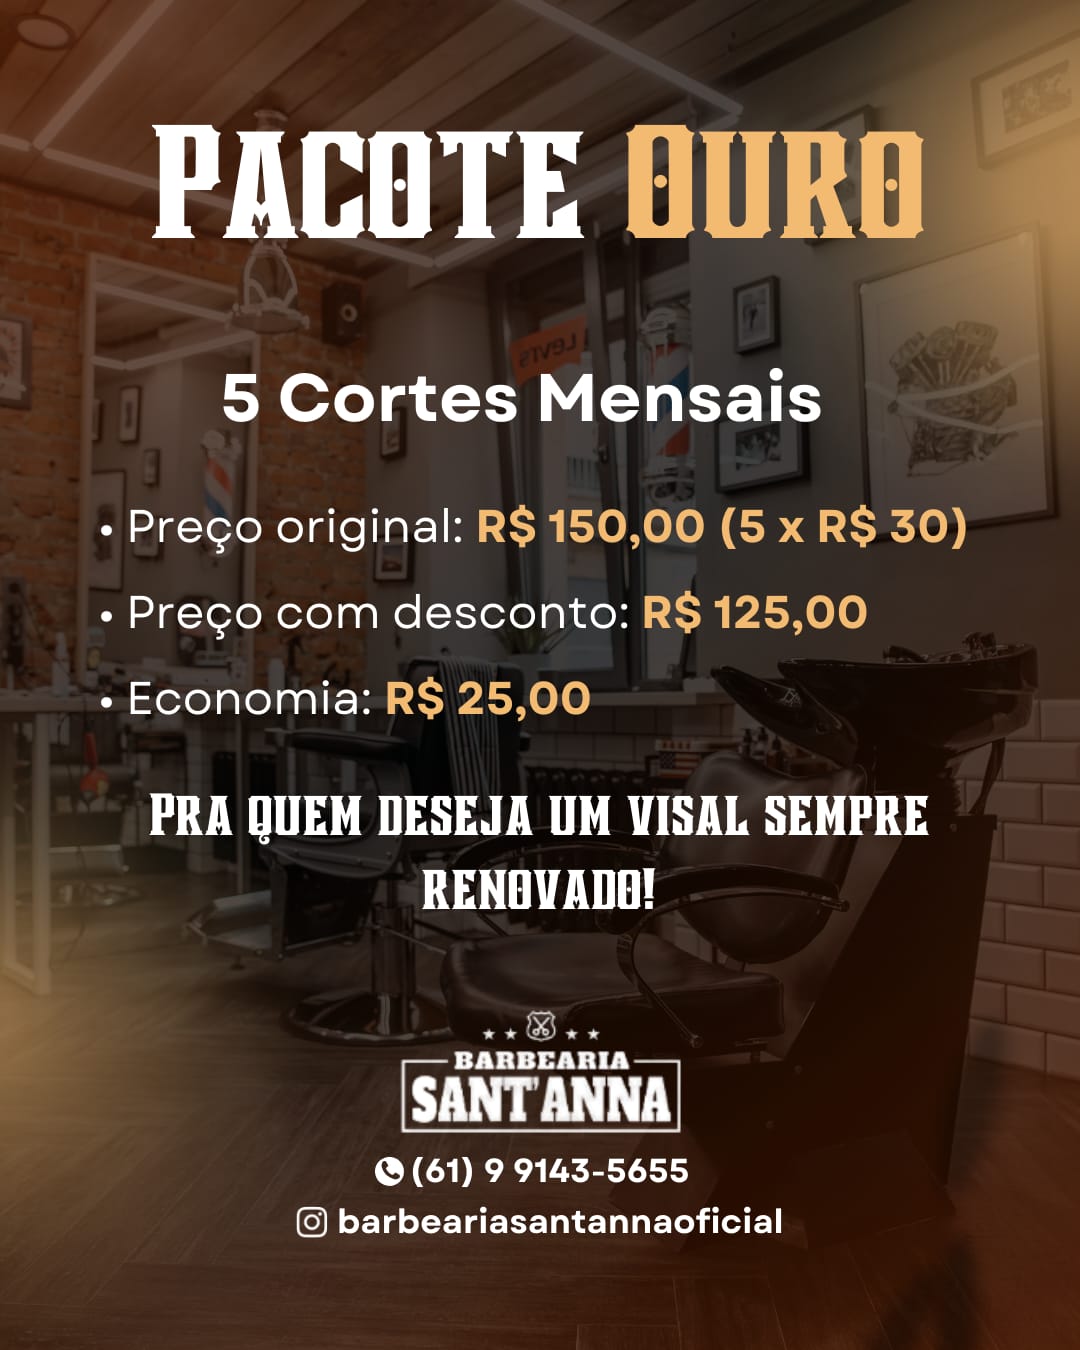 PACOTE OURO
LEVI'S
5 Cortes Mensais
• Preço original: R$ 150,00 (5 x R$ 30)
• Preço com desconto: R$ 125,00
• Economia: R$ 25,00
PRA QUEM DESEJA UM VISAL SEMPRE
RENOVADO!
BARBEARIA
SANT'ANNA
(61) 9 9143-5655
barbeariasantannaoficial